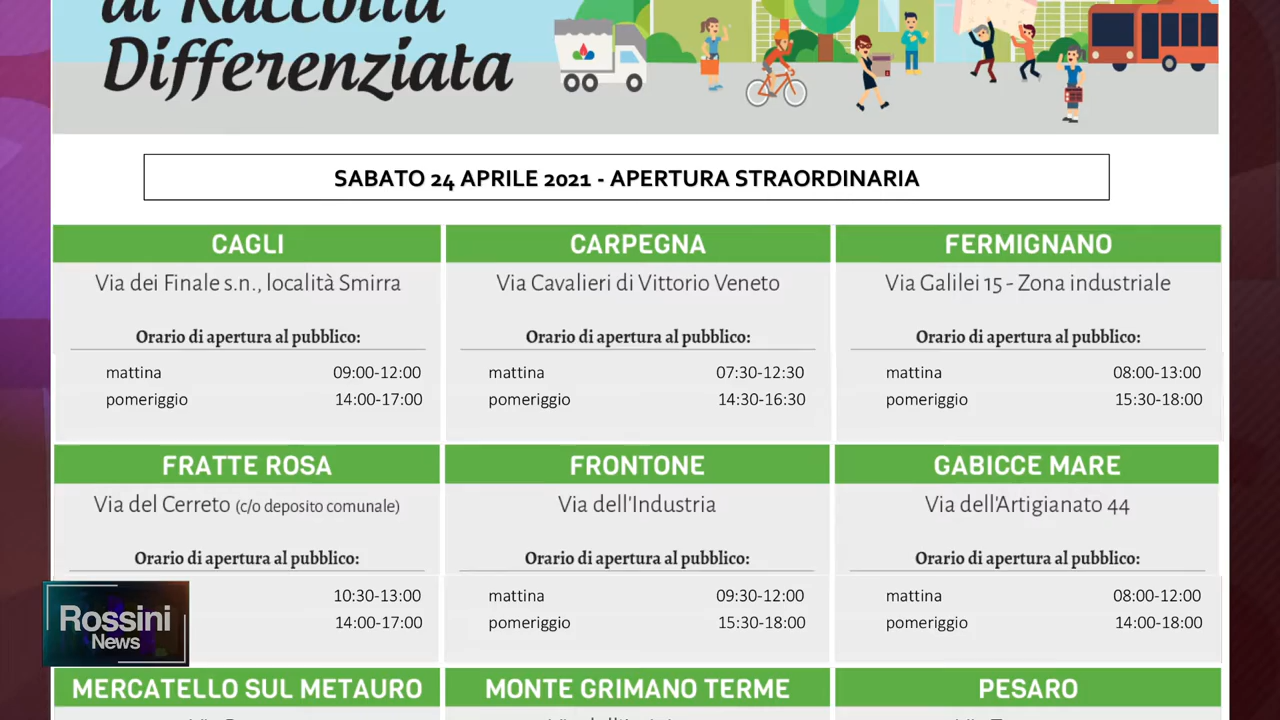 di Raccolta
Differenziata
SABATO 24 APRILE 2021 - APERTURA STRAORDINARIA
CAGLI
Via dei Finale s.n., località Smirra
Orario di apertura al pubblico:
mattina 09:00-12:00
pomeriggio 14:00-17:00
CARPEGNA
Via Cavalieri di Vittorio Veneto
Orario di apertura al pubblico:
mattina 07:30-12:30
pomeriggio 14:30-16:30
FERMIGNANO
Via Galilei 15 - Zona industriale
Orario di apertura al pubblico:
mattina 08:00-13:00
pomeriggio 15:30-18:00
FRATTE ROSA
Via del Cerreto (c/o deposito comunale)
Orario di apertura al pubblico:
10:30-13:00
14:00-17:00
FRONTONE
Via dell'Industria
Orario di apertura al pubblico:
mattina 09:30-12:00
pomeriggio 15:30-18:00
GABICCE MARE
Via dell'Artigianato 44
Orario di apertura al pubblico:
mattina 08:00-12:00
pomeriggio 14:00-18:00
Rossini
News
MERCATELLO SUL METAURO
MONTE GRIMANO TERME
PESARO